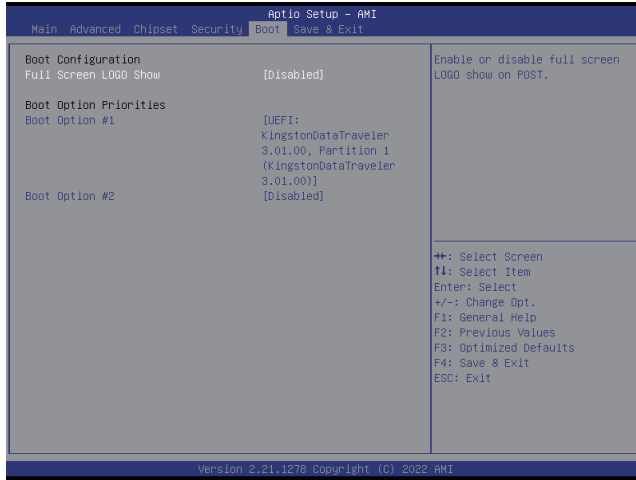 Aptio Setup - AMI
Main Advanced Chipset Security Boot Save & Exit
Boot Configuration
Full Screen LOGO Show [Disabled]
Boot Option Priorities
Boot Option #1 [UEFI:
KingstonDataTraveler
3.01.00, Partition 1
(KingstonDataTraveler
3.01.00)]
Boot Option #2 [Disabled]
Enable or disable full screen
LOGO show on POST.
→←: Select Screen
↑↓: Select Item
Enter: Select
+/-: Change Opt.
F1: General Help
F2: Previous Values
F3: Optimized Defaults
F4: Save & Exit
ESC: Exit
Version 2.21.1278 Copyright (C) 2022 AMI